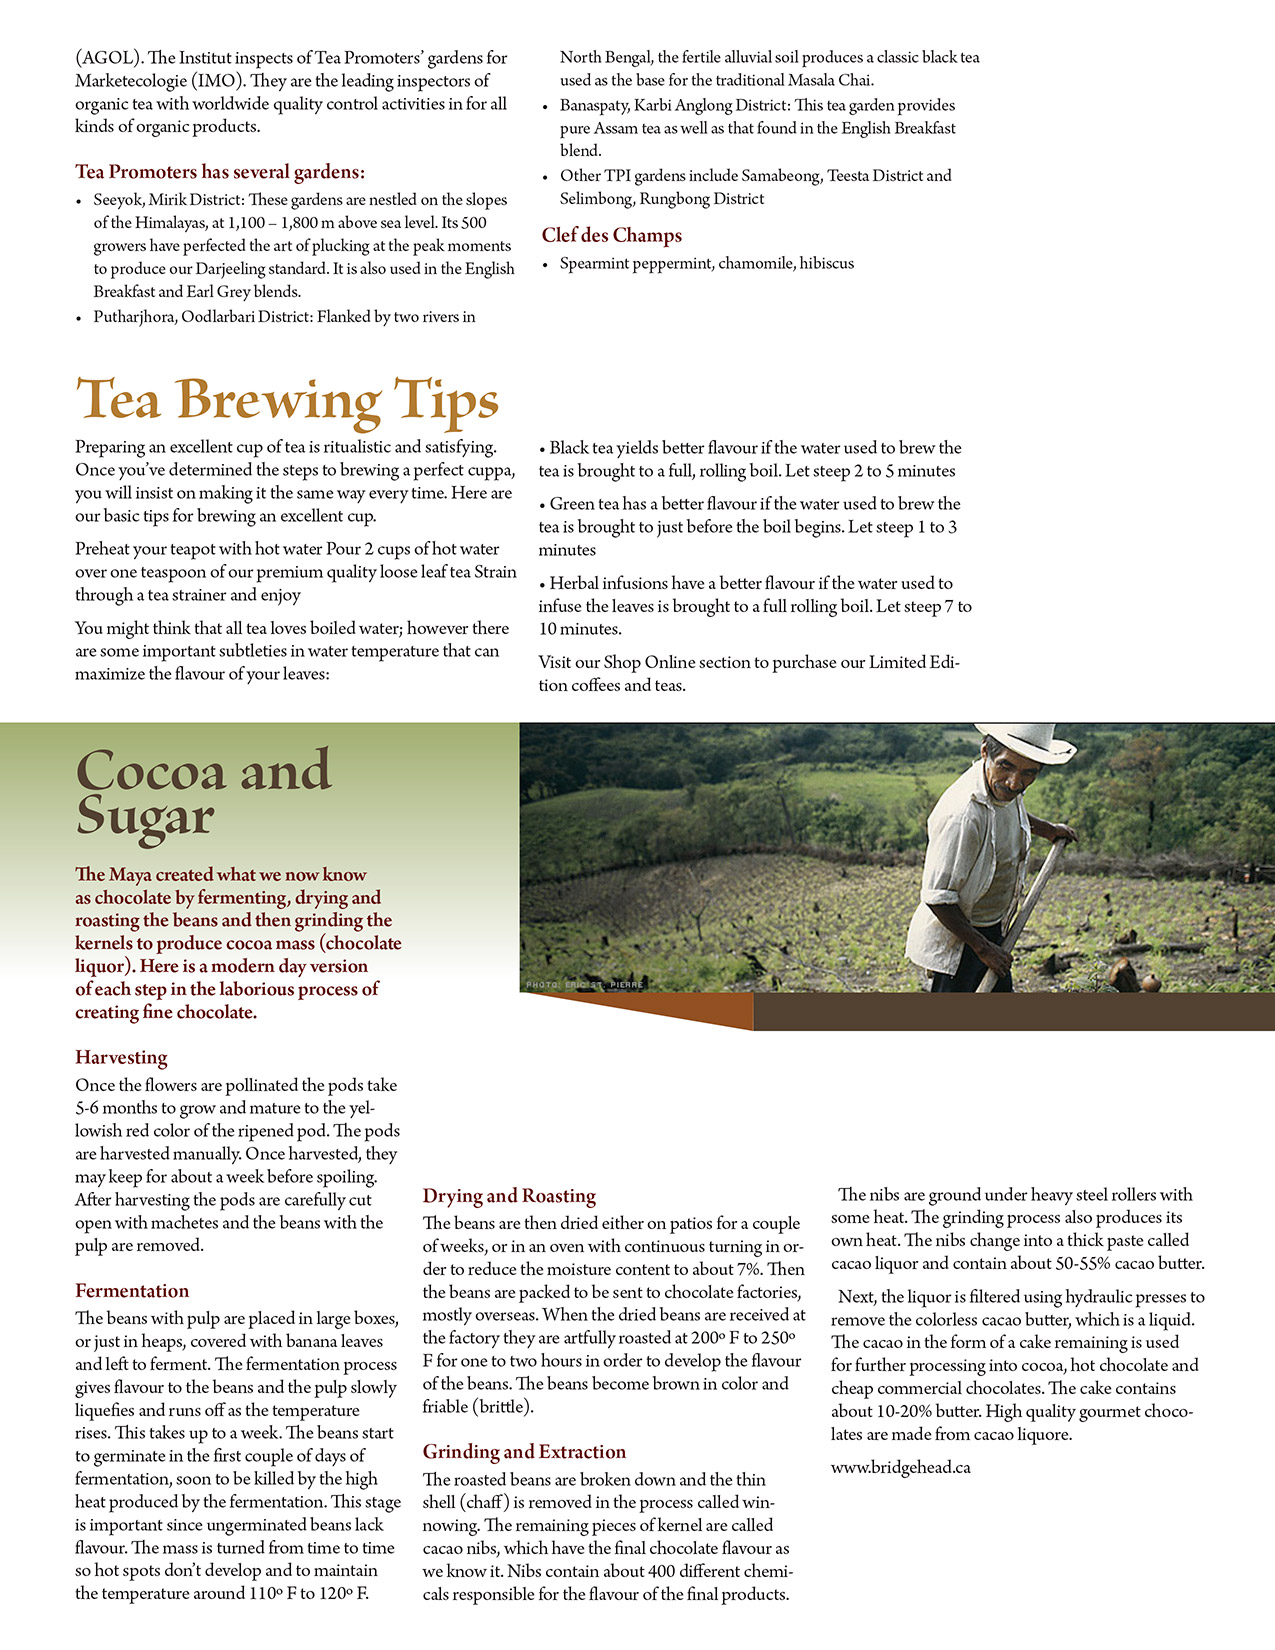 (AGOL). The Institut inspects of Tea Promoters’ gardens for
Marketecologie (IMO). They are the leading inspectors of
organic tea with worldwide quality control activities in for all
kinds of organic products.
Tea Promoters has several gardens:
• Seeyok, Mirik District: These gardens are nestled on the slopes
of the Himalayas, at 1,100 – 1,800 m above sea level. Its 500
growers have perfected the art of plucking at the peak moments
to produce our Darjeeling standard. It is also used in the English
Breakfast and Earl Grey blends.
• Putharjhora, Oodlarbari District: Flanked by two rivers in
North Bengal, the fertile alluvial soil produces a classic black tea
used as the base for the traditional Masala Chai.
• Banaspaty, Karbi Anglong District: This tea garden provides
pure Assam tea as well as that found in the English Breakfast
blend.
• Other TPI gardens include Samabeong, Teesta District and
Selimbong, Rungbong District
Clef des Champs
• Spearmint peppermint, chamomile, hibiscus
Tea Brewing Tips
Preparing an excellent cup of tea is ritualistic and satisfying.
Once you’ve determined the steps to brewing a perfect cuppa,
you will insist on making it the same way every time. Here are
our basic tips for brewing an excellent cup.
Preheat your teapot with hot water Pour 2 cups of hot water
over one teaspoon of our premium quality loose leaf tea Strain
through a tea strainer and enjoy
You might think that all tea loves boiled water; however there
are some important subtleties in water temperature that can
maximize the flavour of your leaves:
• Black tea yields better flavour if the water used to brew the
tea is brought to a full, rolling boil. Let steep 2 to 5 minutes
• Green tea has a better flavour if the water used to brew the
tea is brought to just before the boil begins. Let steep 1 to 3
minutes
• Herbal infusions have a better flavour if the water used to
infuse the leaves is brought to a full rolling boil. Let steep 7 to
10 minutes.
Visit our Shop Online section to purchase our Limited Edi-
tion coffees and teas.
Cocoa and
Sugar
The Maya created what we now know
as chocolate by fermenting, drying and
roasting the beans and then grinding the
kernels to produce cocoa mass (chocolate
liquor). Here is a modern day version
of each step in the laborious process of
creating fine chocolate.
PHOTO: ERIC ST. PIERRE
Harvesting
Once the flowers are pollinated the pods take
5-6 months to grow and mature to the yel-
lowish red color of the ripened pod. The pods
are harvested manually. Once harvested, they
may keep for about a week before spoiling.
After harvesting the pods are carefully cut
open with machetes and the beans with the
pulp are removed.
Fermentation
The beans with pulp are placed in large boxes,
or just in heaps, covered with banana leaves
and left to ferment. The fermentation process
gives flavour to the beans and the pulp slowly
liquefies and runs off as the temperature
rises. This takes up to a week. The beans start
to germinate in the first couple of days of
fermentation, soon to be killed by the high
heat produced by the fermentation. This stage
is important since ungerminated beans lack
flavour. The mass is turned from time to time
so hot spots don’t develop and to maintain
the temperature around 110º F to 120º F.
Drying and Roasting
The beans are then dried either on patios for a couple
of weeks, or in an oven with continuous turning in or-
der to reduce the moisture content to about 7%. Then
the beans are packed to be sent to chocolate factories,
mostly overseas. When the dried beans are received at
the factory they are artfully roasted at 200º F to 250º
F for one to two hours in order to develop the flavour
of the beans. The beans become brown in color and
friable (brittle).
Grinding and Extraction
The roasted beans are broken down and the thin
shell (chaff) is removed in the process called win-
nowing. The remaining pieces of kernel are called
cacao nibs, which have the final chocolate flavour as
we know it. Nibs contain about 400 different chemi-
cals responsible for the flavour of the final products.
The nibs are ground under heavy steel rollers with
some heat. The grinding process also produces its
own heat. The nibs change into a thick paste called
cacao liquor and contain about 50-55% cacao butter.
Next, the liquor is filtered using hydraulic presses to
remove the colorless cacao butter, which is a liquid.
The cacao in the form of a cake remaining is used
for further processing into cocoa, hot chocolate and
cheap commercial chocolates. The cake contains
about 10-20% butter. High quality gourmet choco-
lates are made from cacao liquore.
www.bridgehead.ca